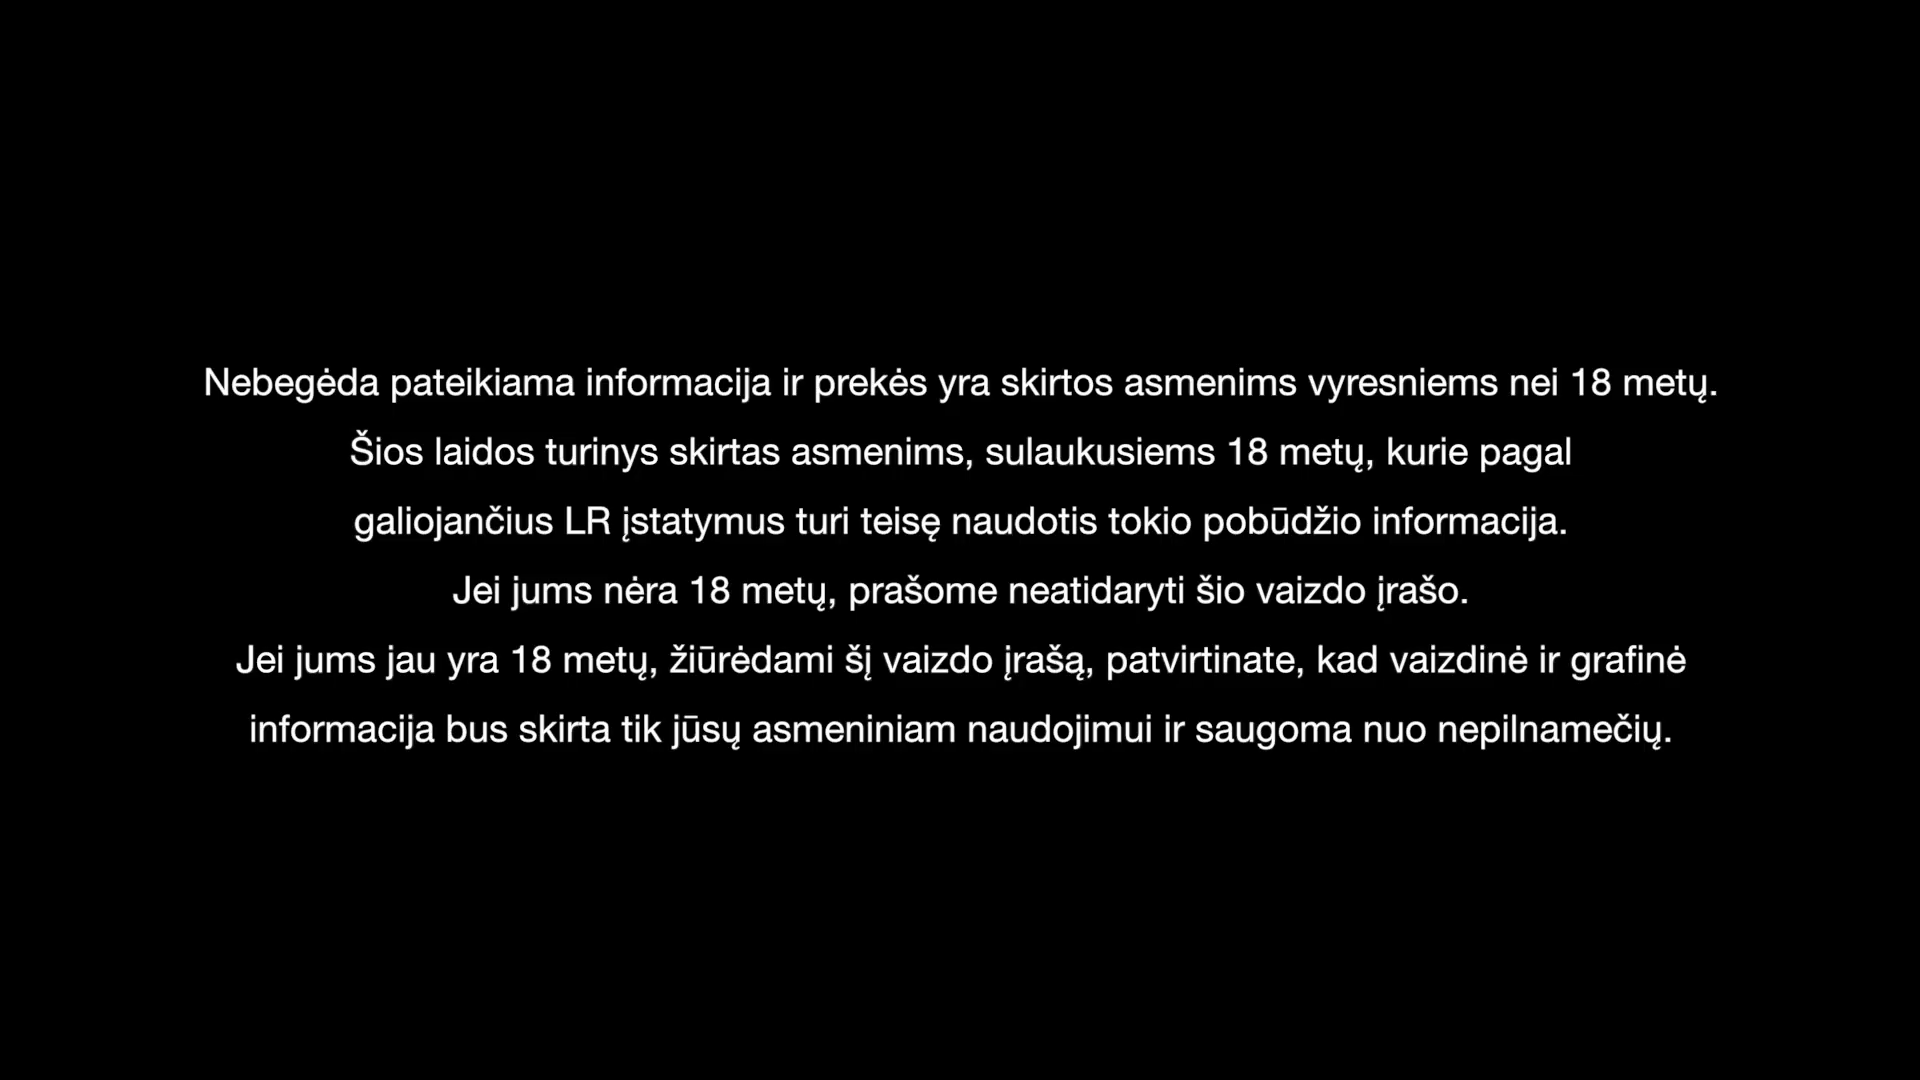 Nebegėda pateikiama informacija ir prekės yra skirtos asmenims vyresniems nei 18 metų.
Šios laidos turinys skirtas asmenims, sulaukusiems 18 metų, kurie pagal
galiojančius LR įstatymus turi teisę naudotis tokio pobūdžio informacija.
Jei jums nėra 18 metų, prašome neatidaryti šio vaizdo įrašo.
Jei jums jau yra 18 metų, žiūrėdami šį vaizdo įrašą, patvirtinate, kad vaizdinė ir grafinė
informacija bus skirta tik jūsų asmeniniam naudojimui ir saugoma nuo nepilnamečių.